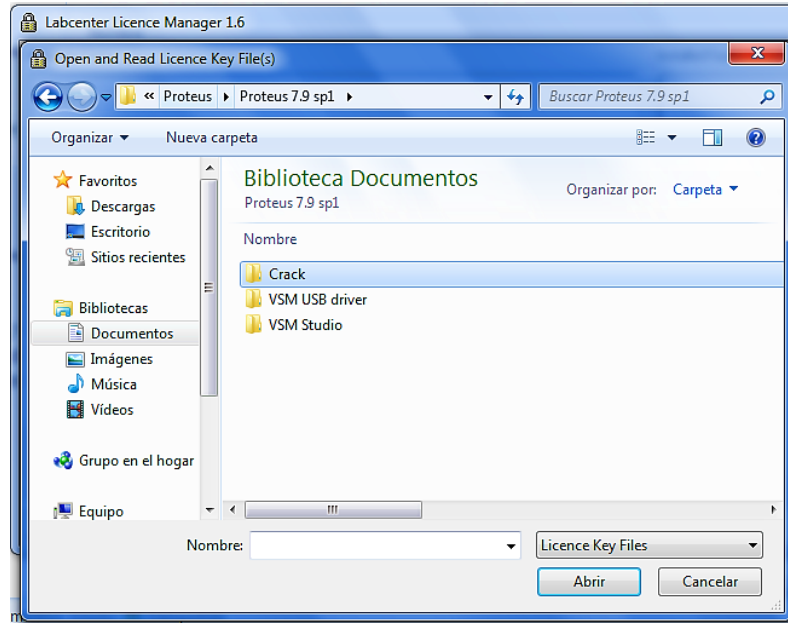 Labcenter Licence Manager 1.6
Open and Read Licence Key File(s)
« Proteus Proteus 7.9 sp1 Buscar Proteus 7.9 sp1
Organizar Nueva carpeta
Favoritos
Descargas
Escritorio
Sitios recientes
Bibliotecas
Documentos
Imágenes
Música
Vídeos
Grupo en el hogar
Equipo
Biblioteca Documentos
Proteus 7.9 sp1
Organizar por: Carpeta
Nombre
Crack
VSM USB driver
VSM Studio
Nombre: Licence Key Files
Abrir Cancelar